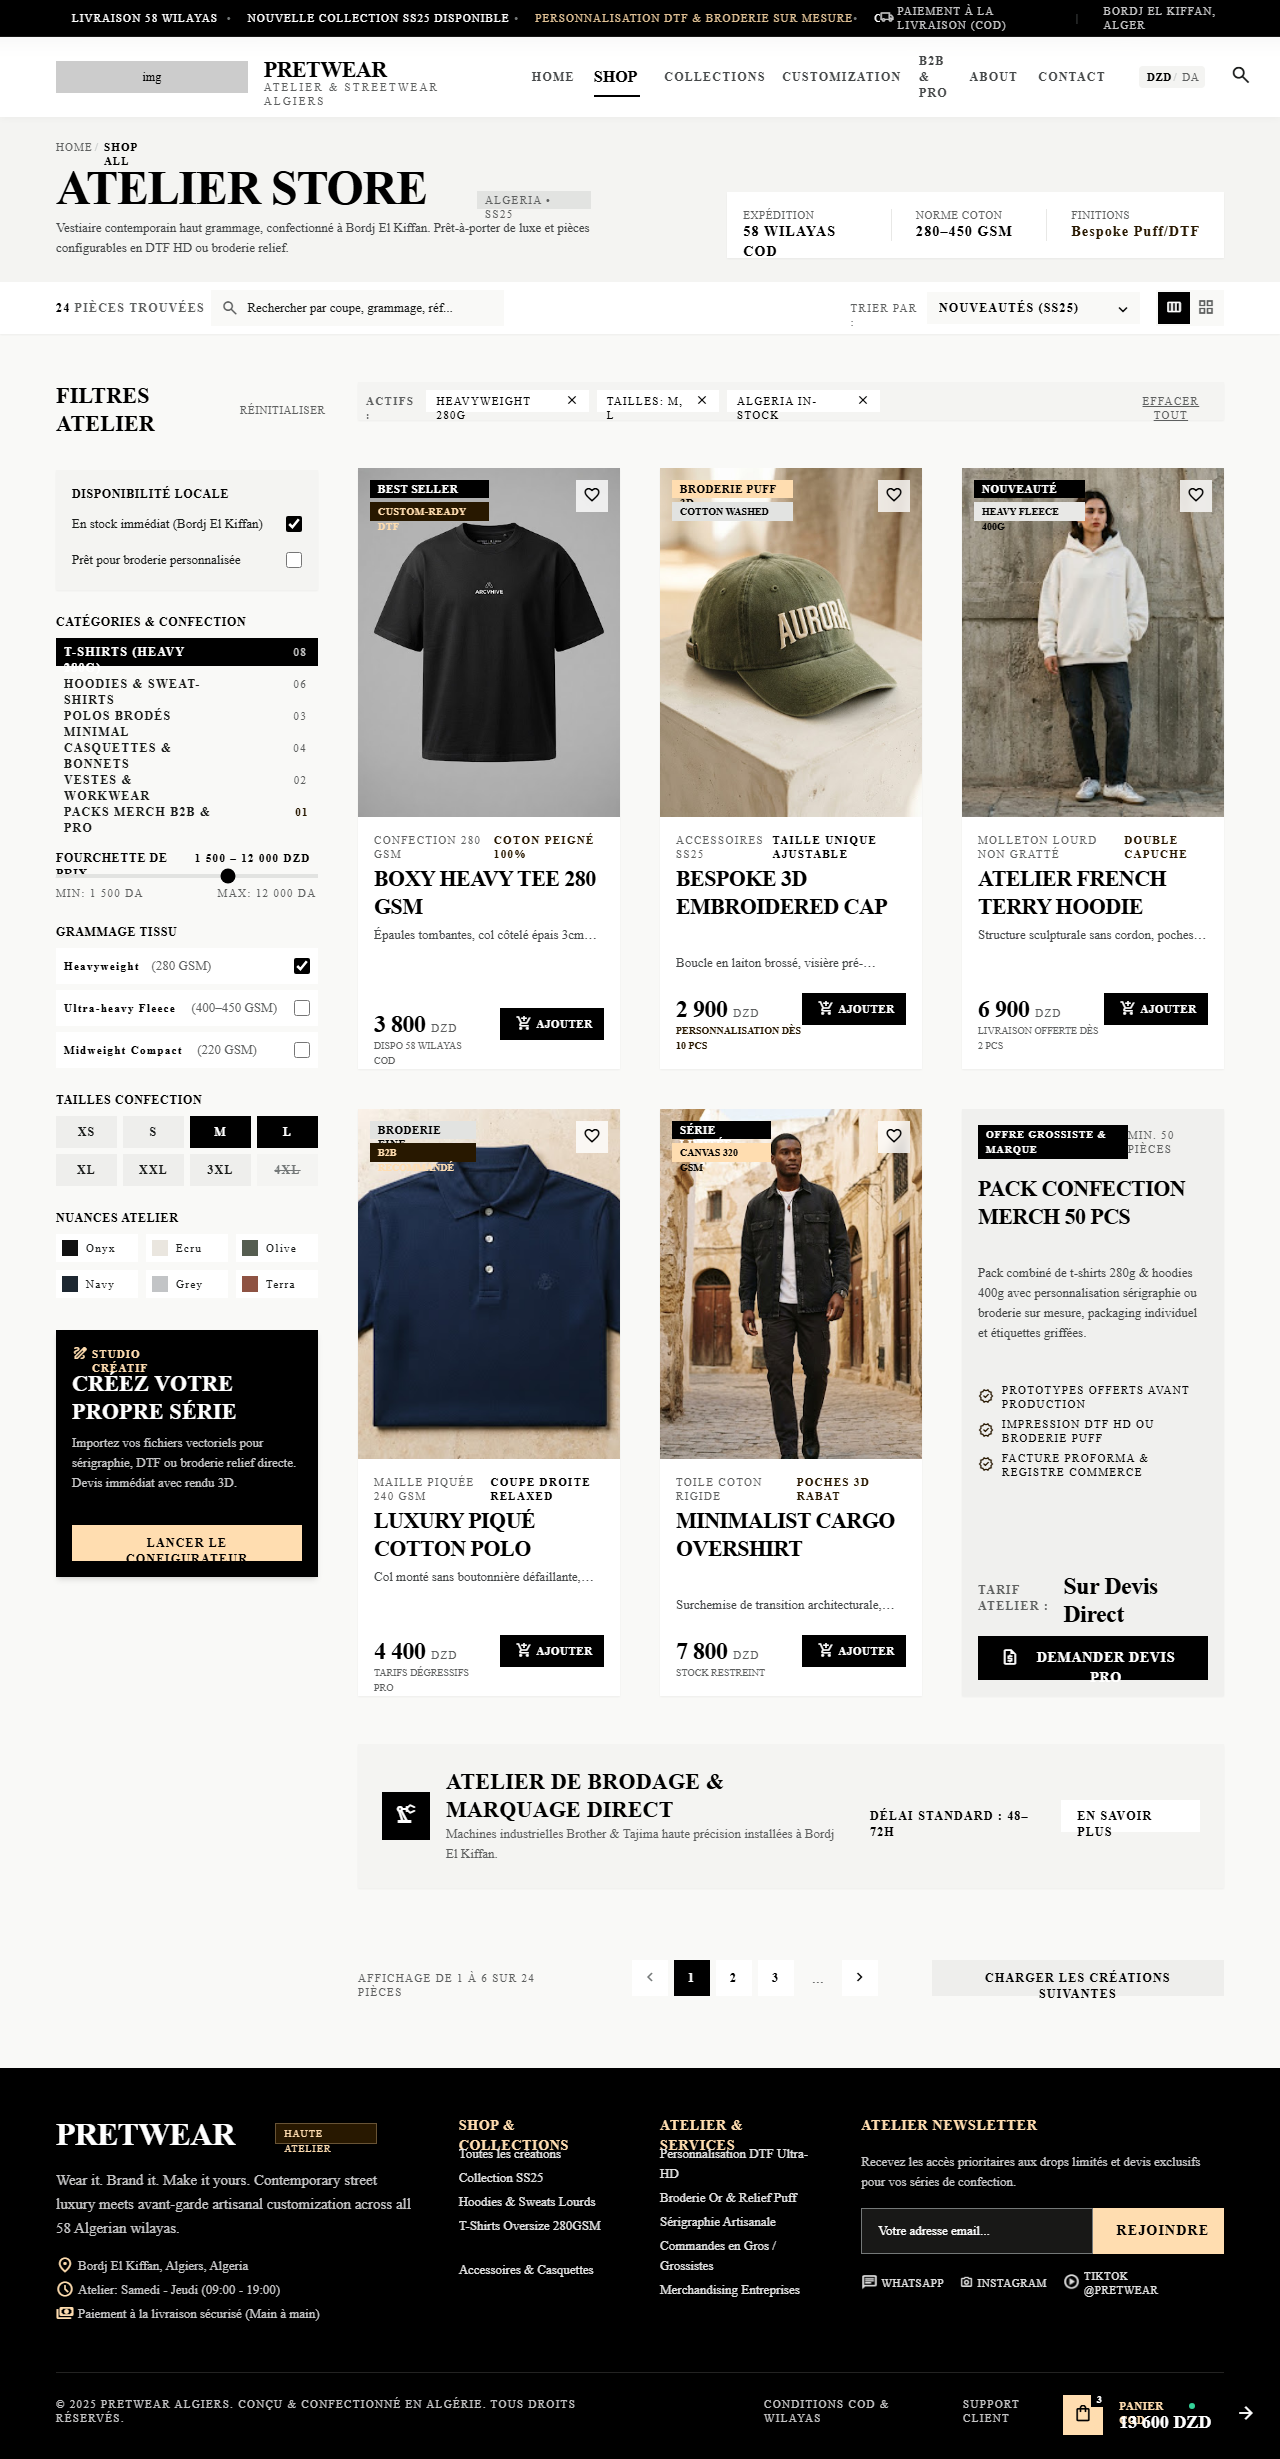 LIVRAISON 58 WILAYAS • NOUVELLE COLLECTION SS25 DISPONIBLE • PERSONNALISATION DTF & BRODERIE SUR MESURE •
PAIEMENT À LA
LIVRAISON (COD)
|
BORDJ EL KIFFAN,
ALGER
img
PRETWEAR
ATELIER & STREETWEAR
ALGIERS
HOME
SHOP
COLLECTIONS
CUSTOMIZATION
B2B
&
PRO
ABOUT
CONTACT
DZD / DA
HOME / SHOP
ALL
ATELIER STORE
ALGERIA •
SS25
Vestiaire contemporain haut grammage, confectionné à Bordj El Kiffan. Prêt-à-porter de luxe et pièces
configurables en DTF HD ou broderie relief.
EXPÉDITION
58 WILAYAS
COD
NORME COTON
280–450 GSM
FINITIONS
Bespoke Puff/DTF
24 PIÈCES TROUVÉES
Rechercher par coupe, grammage, réf...
TRIER PAR
:
NOUVEAUTÉS (SS25)
FILTRES
ATELIER
RÉINITIALISER
ACTIFS
:
HEAVYWEIGHT
280G
TAILLES: M,
L
ALGERIA IN-
STOCK
EFFACER
TOUT
DISPONIBILITÉ LOCALE
En stock immédiat (Bordj El Kiffan)
Prêt pour broderie personnalisée
CATÉGORIES & CONFECTION
T-SHIRTS (HEAVY
280G)
08
HOODIES & SWEAT-
SHIRTS
06
POLOS BRODÉS
MINIMAL
03
CASQUETTES &
BONNETS
04
VESTES &
WORKWEAR
02
PACKS MERCH B2B &
PRO
01
FOURCHETTE DE
PRIX
1 500 – 12 000 DZD
MIN: 1 500 DA
MAX: 12 000 DA
GRAMMAGE TISSU
Heavyweight (280 GSM)
Ultra-heavy Fleece (400–450 GSM)
Midweight Compact (220 GSM)
TAILLES CONFECTION
XS S M L
XL XXL 3XL 4XL
NUANCES ATELIER
Onyx Ecru Olive
Navy Grey Terra
STUDIO
CRÉATIF
CRÉEZ VOTRE
PROPRE SÉRIE
Importez vos fichiers vectoriels pour
sérigraphie, DTF ou broderie relief directe.
Devis immédiat avec rendu 3D.
LANCER LE
CONFIGURATEUR
BEST SELLER
CUSTOM-READY
DTF
ARCVHIVE
CONFECTION 280
GSM
COTON PEIGNÉ
100%
BOXY HEAVY TEE 280
GSM
Épaules tombantes, col côtelé épais 3cm…
3 800 DZD
DISPO 58 WILAYAS
COD
AJOUTER
BRODERIE PUFF
3D
COTTON WASHED
AURORA
ACCESSOIRES
SS25
TAILLE UNIQUE
AJUSTABLE
BESPOKE 3D
EMBROIDERED CAP
Boucle en laiton brossé, visière pré-…
2 900 DZD
PERSONNALISATION DÈS
10 PCS
AJOUTER
NOUVEAUTÉ
HEAVY FLEECE
400G
MOLLETON LOURD
NON GRATTÉ
DOUBLE
CAPUCHE
ATELIER FRENCH
TERRY HOODIE
Structure sculpturale sans cordon, poches…
6 900 DZD
LIVRAISON OFFERTE DÈS
2 PCS
AJOUTER
BRODERIE
FINE
B2B
MAILLE PIQUÉE
240 GSM
COUPE DROITE
RELAXED
LUXURY PIQUÉ
COTTON POLO
Col monté sans boutonnière défaillante,…
4 400 DZD
TARIFS DÉGRESSIFS
PRO
AJOUTER
SÉRIE
CANVAS 320
GSM
TOILE COTON
RIGIDE
POCHES 3D
RABAT
MINIMALIST CARGO
OVERSHIRT
Surchemise de transition architecturale,…
7 800 DZD
STOCK RESTREINT
AJOUTER
OFFRE GROSSISTE &
MARQUE
MIN. 50
PIÈCES
PACK CONFECTION
MERCH 50 PCS
Pack combiné de t-shirts 280g & hoodies
400g avec personnalisation sérigraphie ou
broderie sur mesure, packaging individuel
et étiquettes griffées.
PROTOTYPES OFFERTS AVANT
PRODUCTION
IMPRESSION DTF HD OU
BRODERIE PUFF
FACTURE PROFORMA &
REGISTRE COMMERCE
TARIF
ATELIER :
Sur Devis
Direct
DEMANDER DEVIS
PRO
ATELIER DE BRODAGE &
MARQUAGE DIRECT
Machines industrielles Brother & Tajima haute précision installées à Bordj
El Kiffan.
DÉLAI STANDARD : 48–
72H
EN SAVOIR
PLUS
AFFICHAGE DE 1 À 6 SUR 24
PIÈCES
1 2 3 ...
CHARGER LES CRÉATIONS
SUIVANTES
PRETWEAR
HAUTE
ATELIER
Wear it. Brand it. Make it yours. Contemporary street
luxury meets avant-garde artisanal customization across all
58 Algerian wilayas.
Bordj El Kiffan, Algiers, Algeria
Atelier: Samedi - Jeudi (09:00 - 19:00)
Paiement à la livraison sécurisé (Main à main)
SHOP &
COLLECTIONS
Toutes les créations
Collection SS25
Hoodies & Sweats Lourds
T-Shirts Oversize 280GSM
Accessoires & Casquettes
ATELIER &
SERVICES
Personnalisation DTF Ultra-
HD
Broderie Or & Relief Puff
Sérigraphie Artisanale
Commandes en Gros /
Grossistes
Merchandising Entreprises
ATELIER NEWSLETTER
Recevez les accès prioritaires aux drops limités et devis exclusifs
pour vos séries de confection.
Votre adresse email...
REJOINDRE
WHATSAPP
INSTAGRAM
TIKTOK
@PRETWEAR
© 2025 PRETWEAR ALGIERS. CONÇU & CONFECTIONNÉ EN ALGÉRIE. TOUS DROITS
RÉSERVÉS.
CONDITIONS COD &
WILAYAS
SUPPORT
CLIENT
3
PANIER
COD
13 600 DZD